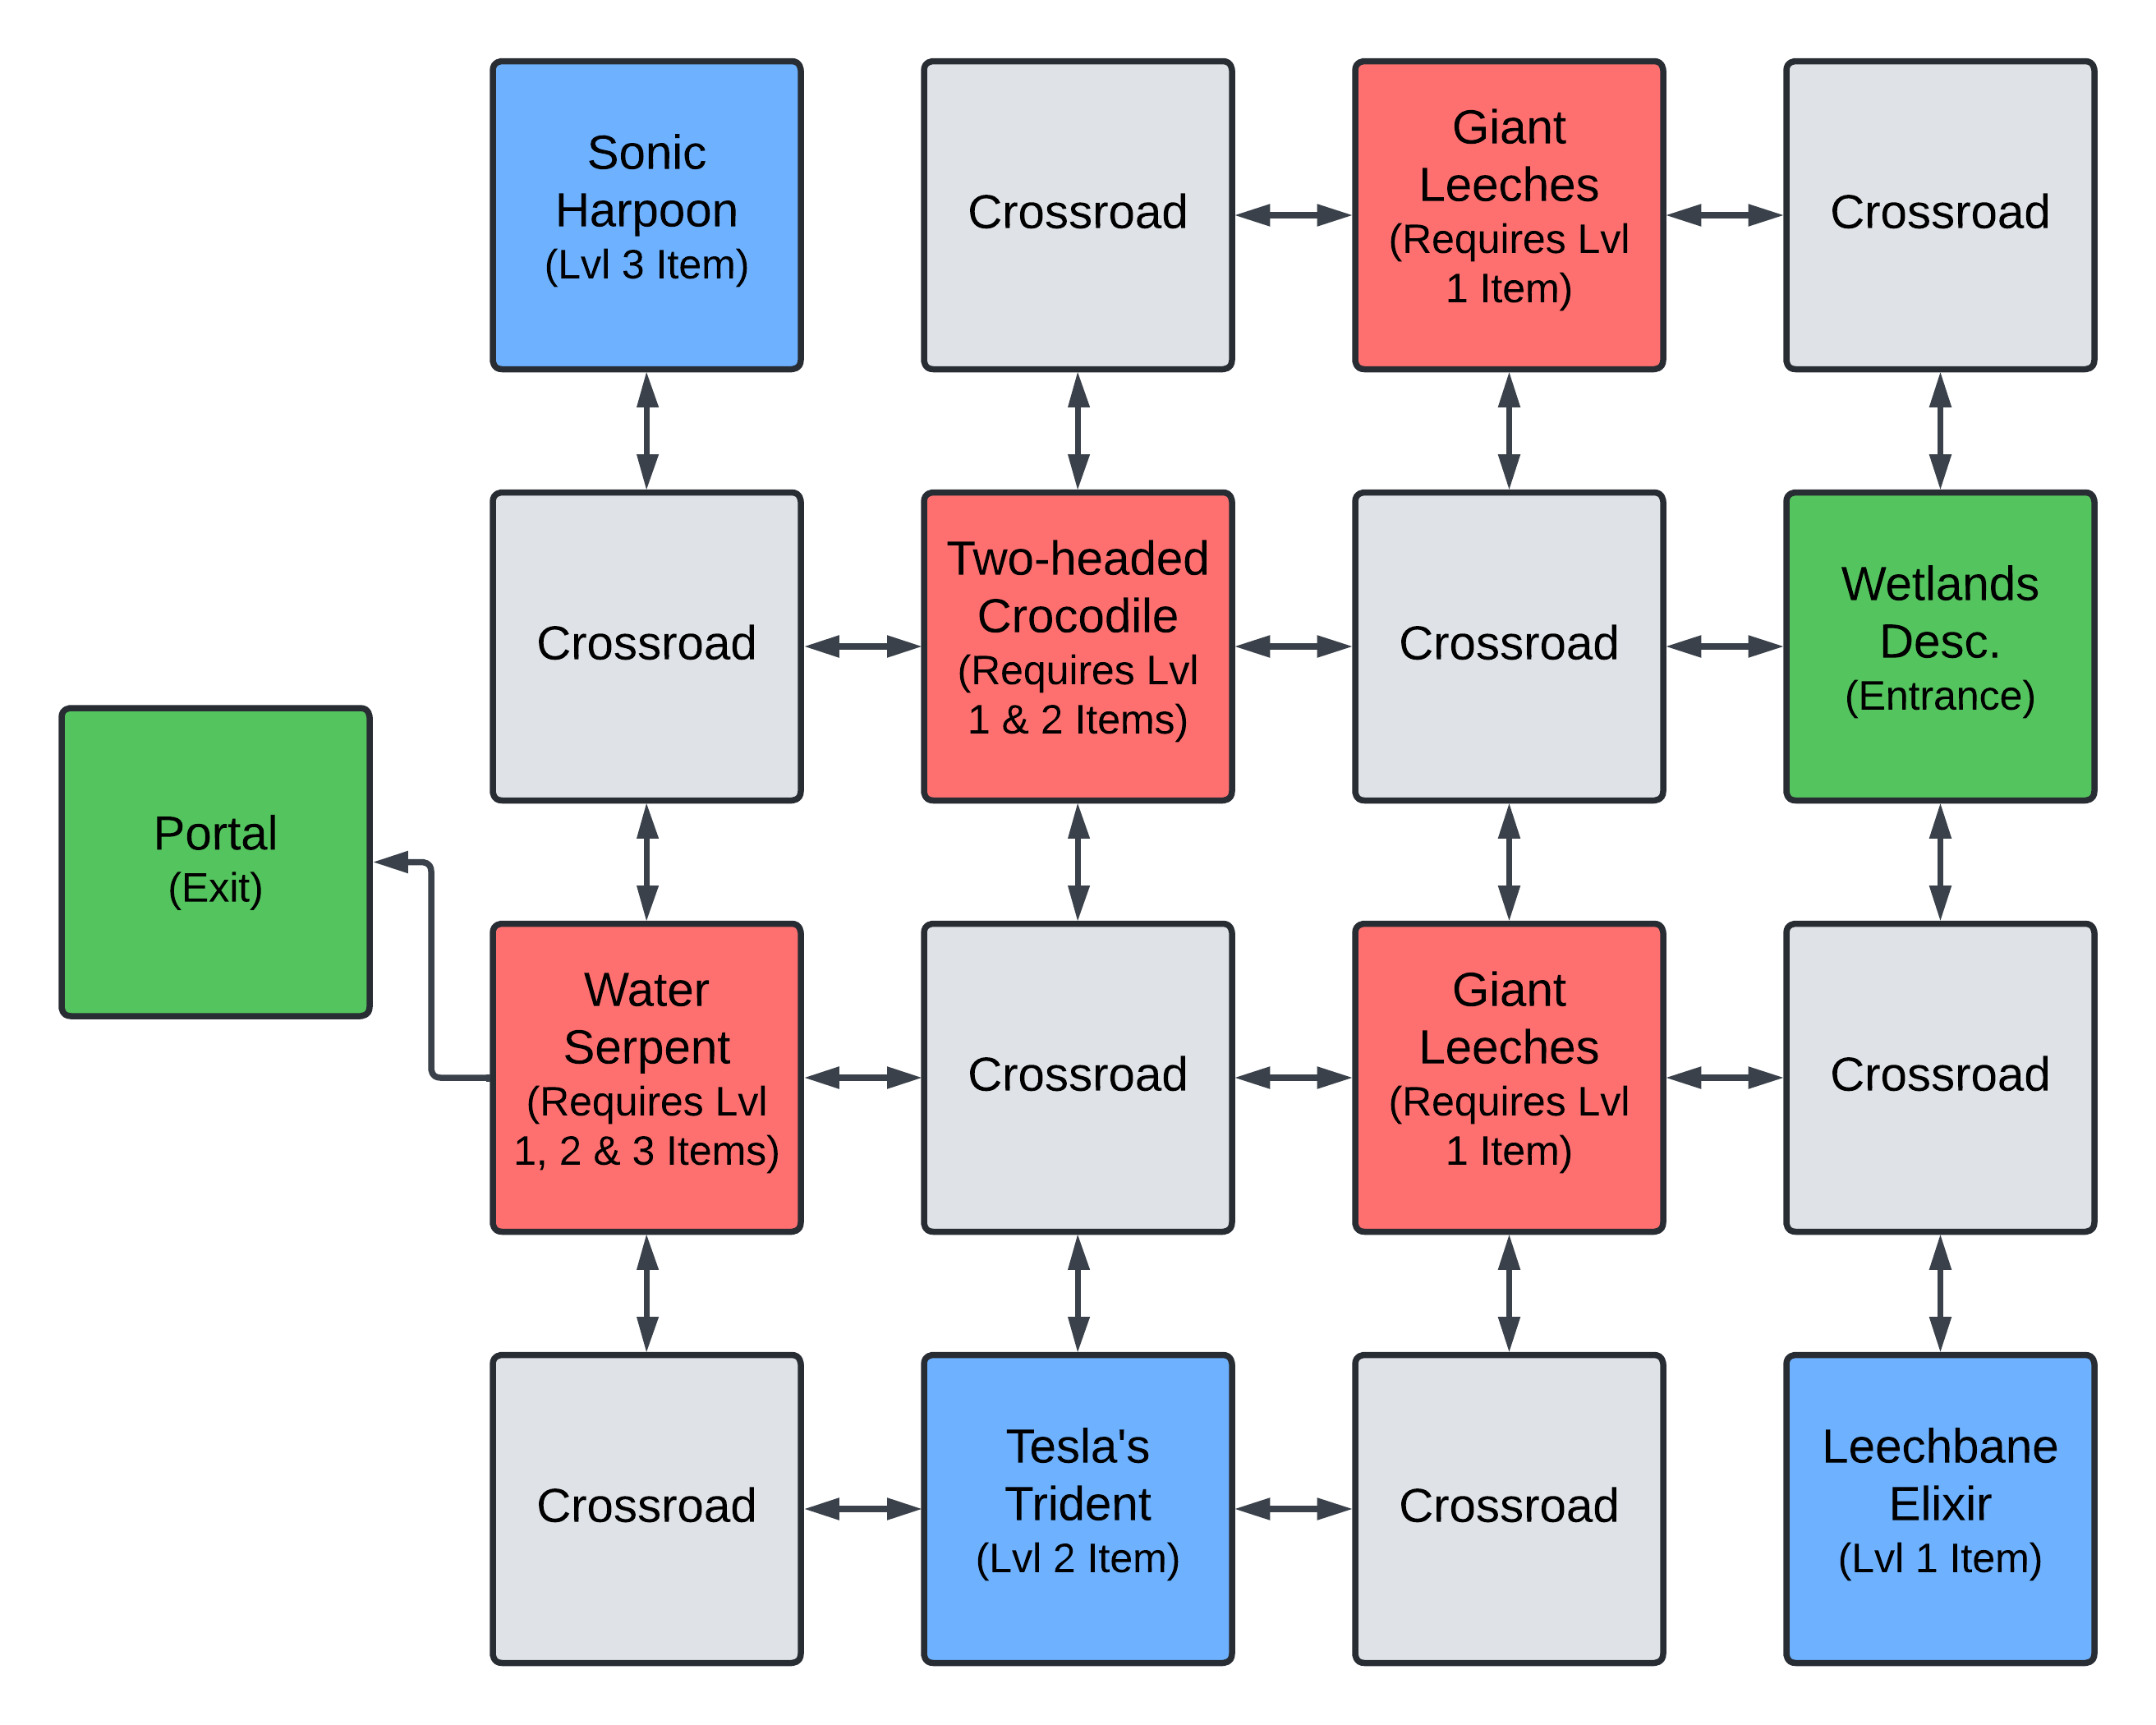 Sonic
Harpoon
(Lvl 3 Item)
Crossroad
Giant
Leeches
(Requires Lvl
1 Item)
Crossroad
Crossroad
Two-headed
Crocodile
(Requires Lvl
1 & 2 Items)
Crossroad
Wetlands
Desc.
(Entrance)
Portal
(Exit)
Water
Serpent
(Requires Lvl
1, 2 & 3 Items)
Crossroad
Giant
Leeches
(Requires Lvl
1 Item)
Crossroad
Crossroad
Tesla's
Trident
(Lvl 2 Item)
Crossroad
Leechbane
Elixir
(Lvl 1 Item)